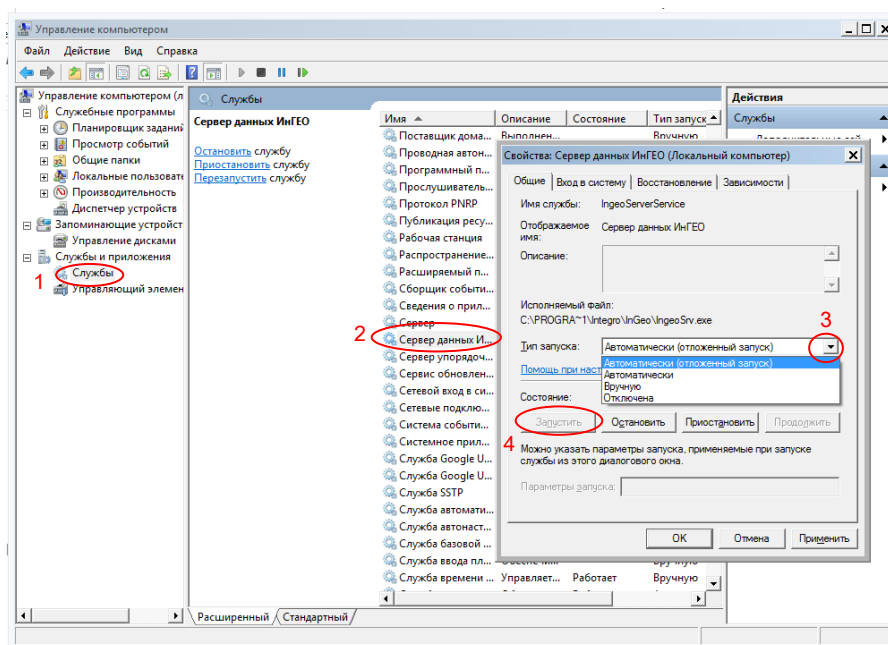 Управление компьютером
Файл Действие Вид Справка
Управление компьютером (л
Служебные программы
Планировщик заданий
Просмотр событий
Общие папки
Локальные пользовате
Производительность
Диспетчер устройств
Запоминающие устройст
Управление дисками
Службы и приложения
1
Службы
Управляющий элемен
Службы
Сервер данных ИнГЕО
Остановить службу
Приостановить службу
Перезапустить службу
Имя Описание Состояние Тип запуск
Поставщик дома... Выполнен... Вручную
Проводная автон...
Программный п...
Прослушиватель...
Протокол PNRP
Публикация ресу...
Рабочая станция
Распространение...
Расширяемый п...
Сборщик событи...
Сведения о прил...
Сервер
2
Сервер данных И...
Сервер упорядоч...
Сервис обновлен...
Сетевой вход в си...
Сетевые подклю...
Система событи...
Системное прил...
Служба Google U...
Служба Google U...
Служба SSTP
Служба автомати...
Служба автонаст...
Служба базовой ...
Служба ввода пл...
Служба времени ... Управляет... Работает Вручную
Расширенный Стандартный
Действия
Службы
Свойства: Сервер данных ИнГЕО (Локальный компьютер)
Общие Вход в систему Восстановление Зависимости
Имя службы: IngeoServerService
Отображаемое имя: Сервер данных ИнГЕО
Описание:
Исполняемый файл:
C:\PROGRA~1\Integro\InGeo\IngeoSrv.exe
3
Тип запуска: Автоматически (отложенный запуск)
Автоматически (отложенный запуск)
Помощь при наст
Автоматически
Вручную
Отключена
Состояние:
4
Запустить Остановить Приостановить Продолжить
Можно указать параметры запуска, применяемые при запуске
службы из этого диалогового окна.
Параметры запуска:
OK Отмена Применить